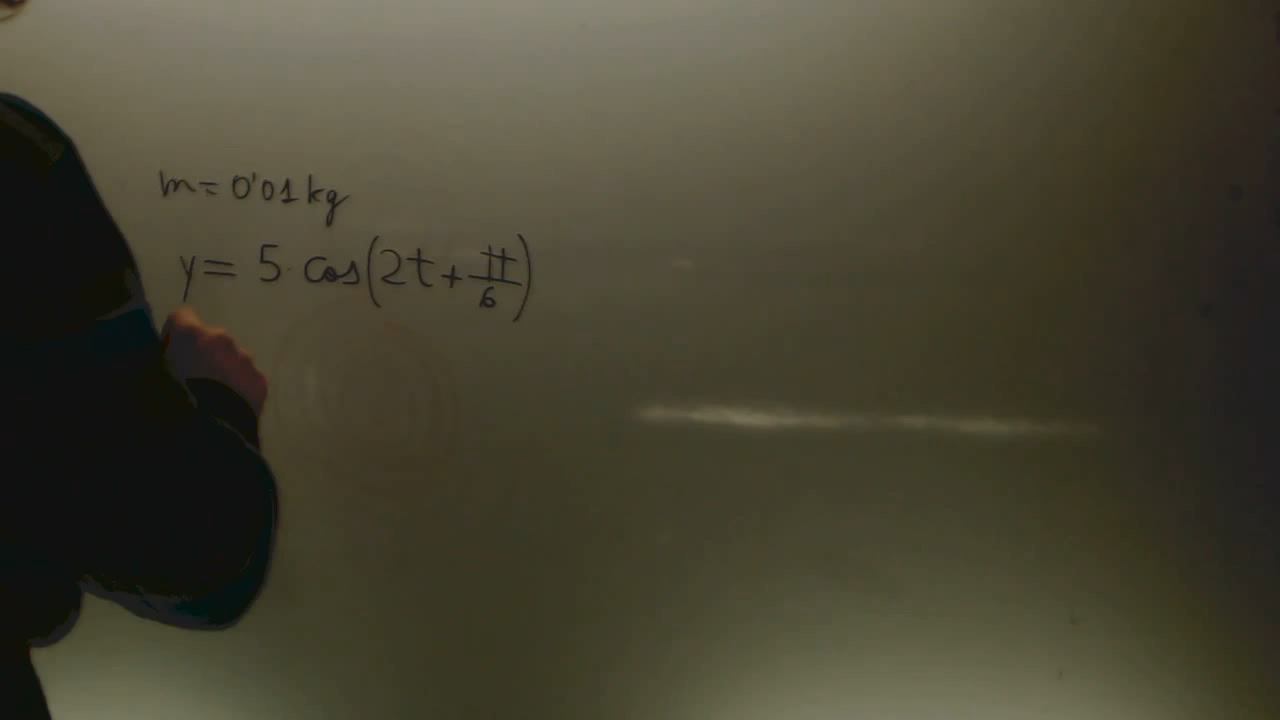 m = 0'01 kg
y = 5 · cos(2t + π/6)